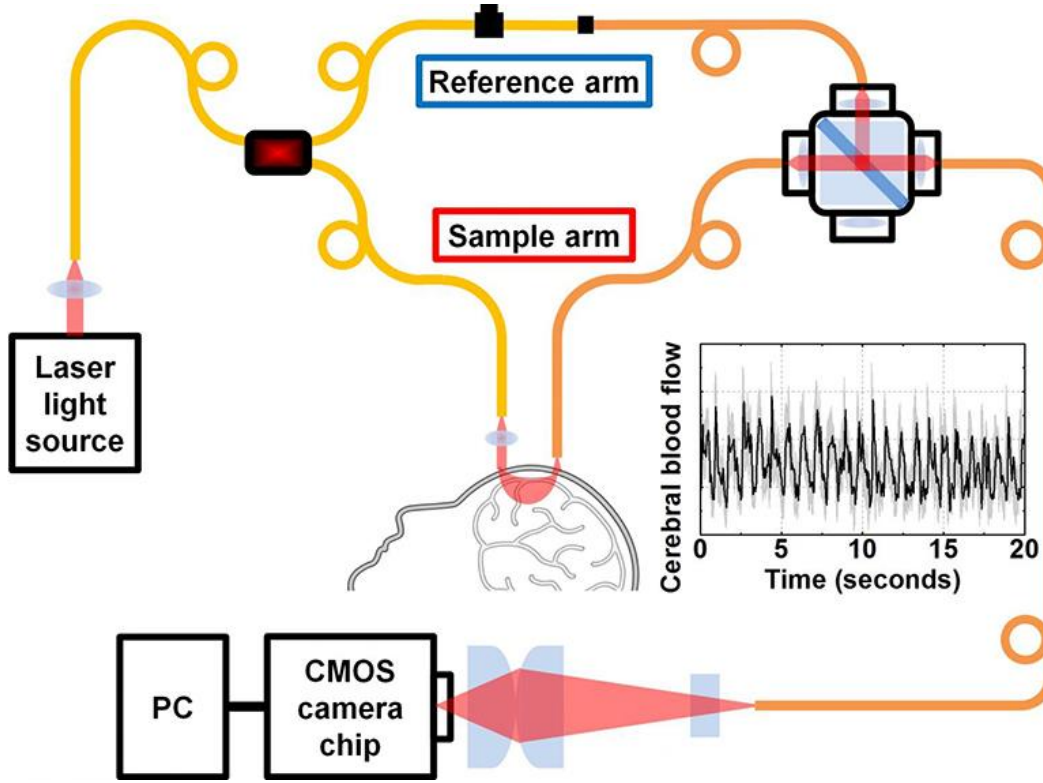 Reference arm
Sample arm
Laser
light
source
Cerebral blood flow
0 5 10 15 20
Time (seconds)
PC
CMOS
camera
chip